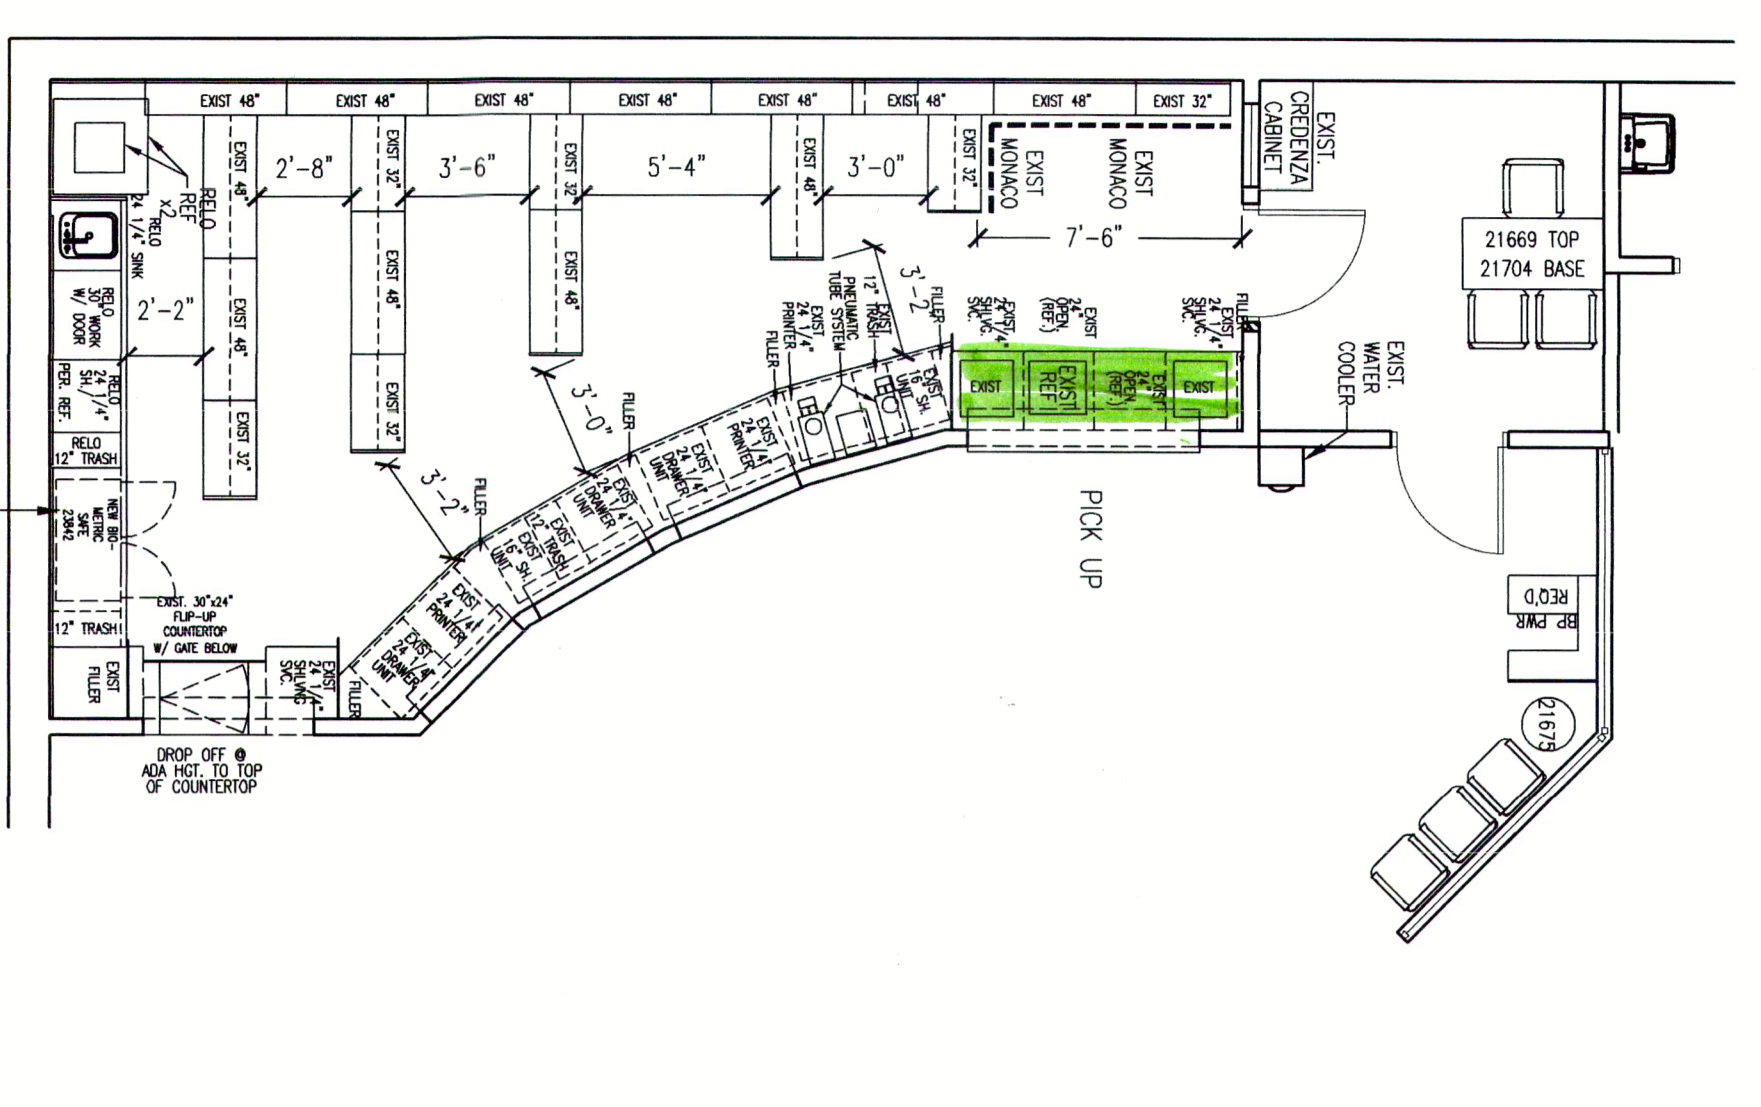 EXIST 48"
EXIST 48"
EXIST 48"
EXIST 48"
EXIST 48"
EXIST 48"
EXIST 48"
EXIST 32"
EXIST.
CREDENZA
CABINET
RELO
REF
x2
RELO
24 1/4" SINK
EXIST 48"
EXIST 48"
EXIST 32"
2'-8"
EXIST 32"
EXIST 48"
EXIST 32"
3'-6"
EXIST 32"
EXIST 48"
5'-4"
EXIST 48"
3'-0"
EXIST 32"
EXIST
MONACO
EXIST
MONACO
7'-6"
21669 TOP
21704 BASE
2'-2"
RELO
30" WORK
W/ DOOR
RELO
24 1/4"
SH./
PER. REF.
RELO
12" TRASH
NEW BIO-
METRIC
SAFE
23842
12" TRASH
EXIST
FILLER
EXIST. 30"x24"
FLIP-UP
COUNTERTOP
W/ GATE BELOW
EXIST
24 1/4"
SHLVNG
SVC.
DROP OFF @
ADA HGT. TO TOP
OF COUNTERTOP
FILLER
EXIST
24 1/4"
DRAWER
UNIT
EXIST
24 1/4"
PRINTER
3'-2"
FILLER
EXIST
16" SH.
UNIT
EXIST
12" TRASH
EXIST
24 1/4"
DRAWER
UNIT
3'-0"
FILLER
EXIST
24 1/4"
DRAWER
UNIT
EXIST
24 1/4"
PRINTER
FILLER
EXIST.
24 1/4"
PRINTER
PNEUMATIC
TUBE SYSTEM
EXIST
12" TRASH
3'-2"
FILLER
EXIST
16" SH.
UNIT
EXIST.
24 1/4"
SHLVG.
SVC.
EXIST
24"
OPEN.
(REF.)
EXIST
24 1/4"
SHLVG.
SVC.
FILLER
EXIST
EXIST
REF
EXIST
24"
OPEN.
(REF.)
EXIST
EXIST.
WATER
COOLER
PICK UP
BP PWR
REQ'D
21675